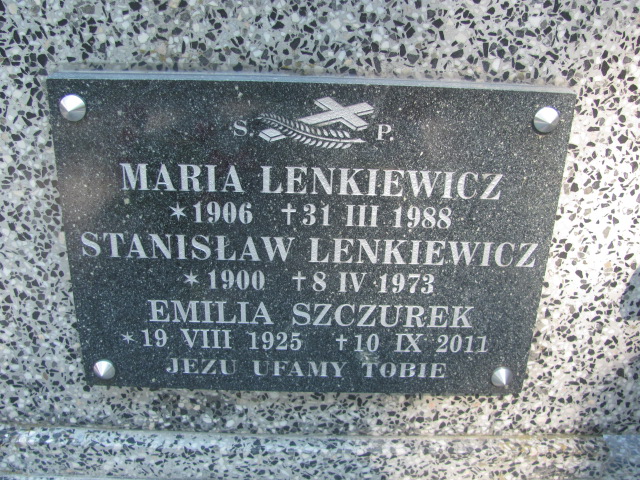 S. P.
MARIA LENKIEWICZ
*1906 †31 III 1988
STANISŁAW LENKIEWICZ
*1900 †8 IV 1973
EMILIA SZCZUREK
*19 VIII 1925 †10 IX 2011
JEZU UFAMY TOBIE